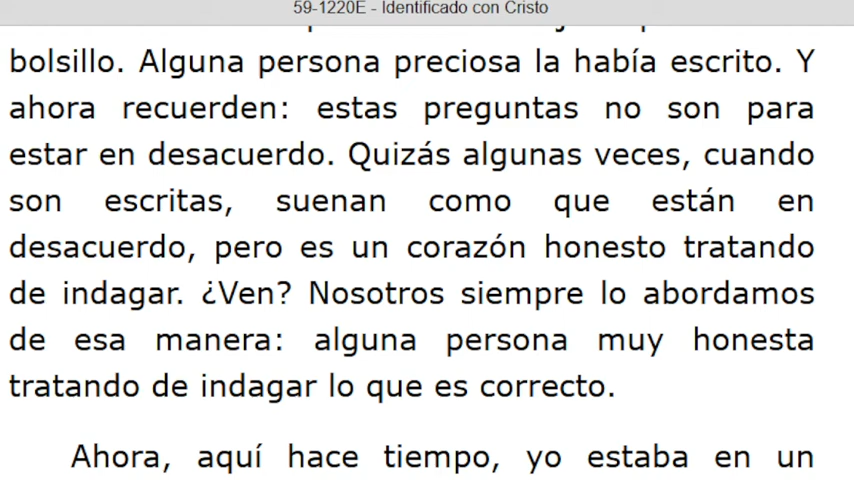 59-1220E - Identificado con Cristo
bolsillo. Alguna persona preciosa la había escrito. Y
ahora recuerden: estas preguntas no son para
estar en desacuerdo. Quizás algunas veces, cuando
son escritas, suenan como que están en
desacuerdo, pero es un corazón honesto tratando
de indagar. ¿Ven? Nosotros siempre lo abordamos
de esa manera: alguna persona muy honesta
tratando de indagar lo que es correcto.
Ahora, aquí hace tiempo, yo estaba en un